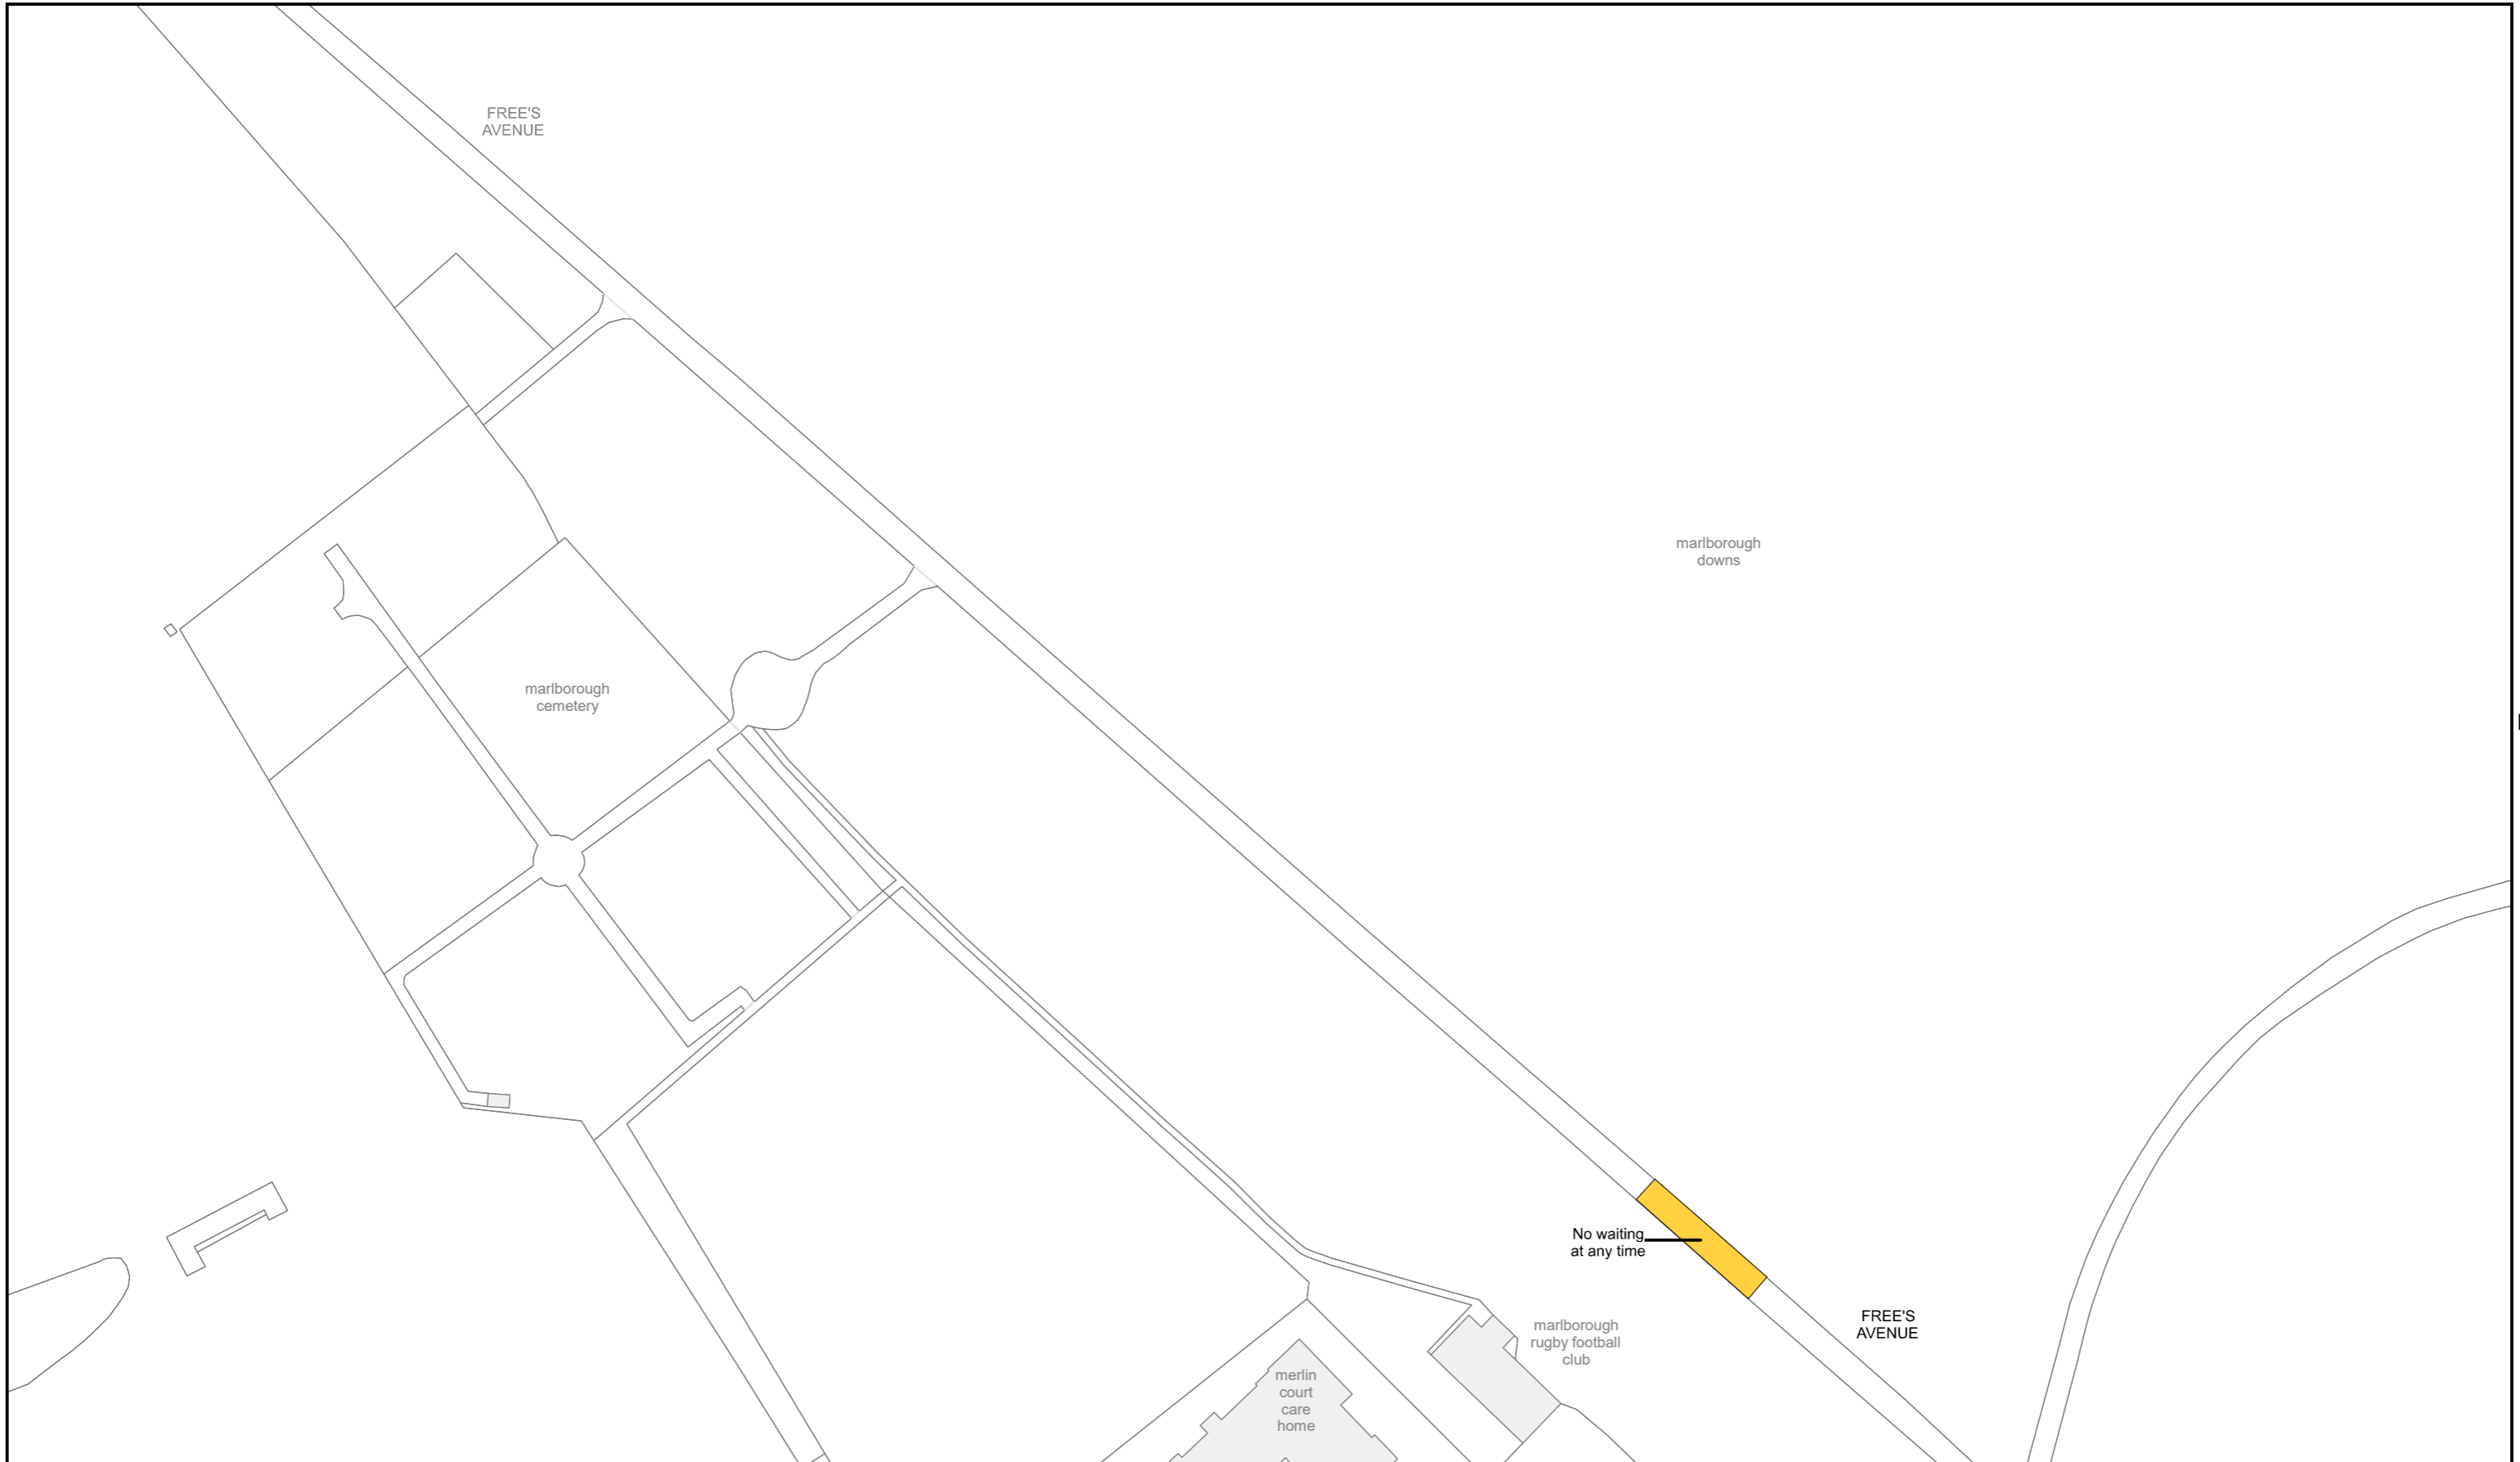 FREE'S
AVENUE
marlborough
downs
marlborough
cemetery
No waiting
at any time
FREE'S
AVENUE
marlborough
rugby football
club
merlin
court
care
home